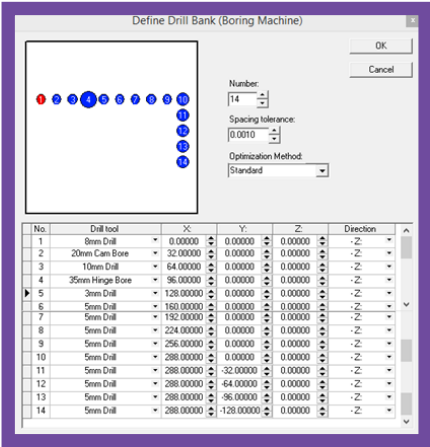 Define Drill Bank (Boring Machine) x
OK
Cancel
Number:
14
Spacing tolerance:
0.0010
Optimization Method:
Standard
1 2 3 4 5 6 7 8 9 10
11
12
13
14
No. Drill tool X: Y: Z: Direction
1 8mm Drill 0.00000 0.00000 0.00000 - Z:
2 20mm Cam Bore 32.00000 0.00000 0.00000 - Z:
3 10mm Drill 64.00000 0.00000 0.00000 - Z:
4 35mm Hinge Bore 96.00000 0.00000 0.00000 - Z:
5 3mm Drill 128.00000 0.00000 0.00000 - Z:
6 5mm Drill 160.00000 0.00000 0.00000 - Z:
7 5mm Drill 192.00000 0.00000 0.00000 - Z:
8 5mm Drill 224.00000 0.00000 0.00000 - Z:
9 5mm Drill 256.00000 0.00000 0.00000 - Z:
10 5mm Drill 288.00000 0.00000 0.00000 - Z:
11 5mm Drill 288.00000 -32.00000 0.00000 - Z:
12 5mm Drill 288.00000 -64.00000 0.00000 - Z:
13 5mm Drill 288.00000 -96.00000 0.00000 - Z:
14 5mm Drill 288.00000 -128.00000 0.00000 - Z: